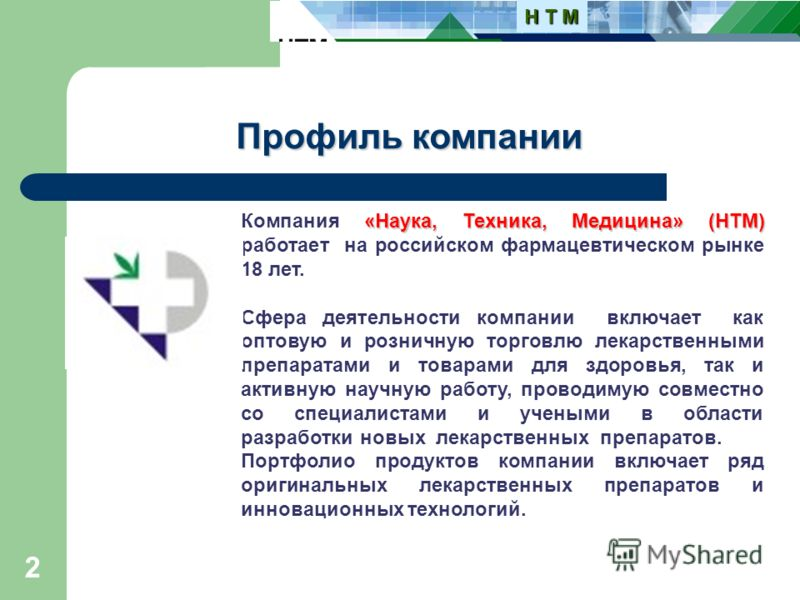 Н Т М
Профиль компании
Компания «Наука, Техника, Медицина» (НТМ)
работает на российском фармацевтическом рынке
18 лет.
Сфера деятельности компании включает как
оптовую и розничную торговлю лекарственными
препаратами и товарами для здоровья, так и
активную научную работу, проводимую совместно
со специалистами и учеными в области
разработки новых лекарственных препаратов.
Портфолио продуктов компании включает ряд
оригинальных лекарственных препаратов и
инновационных технологий.
2
MyShared